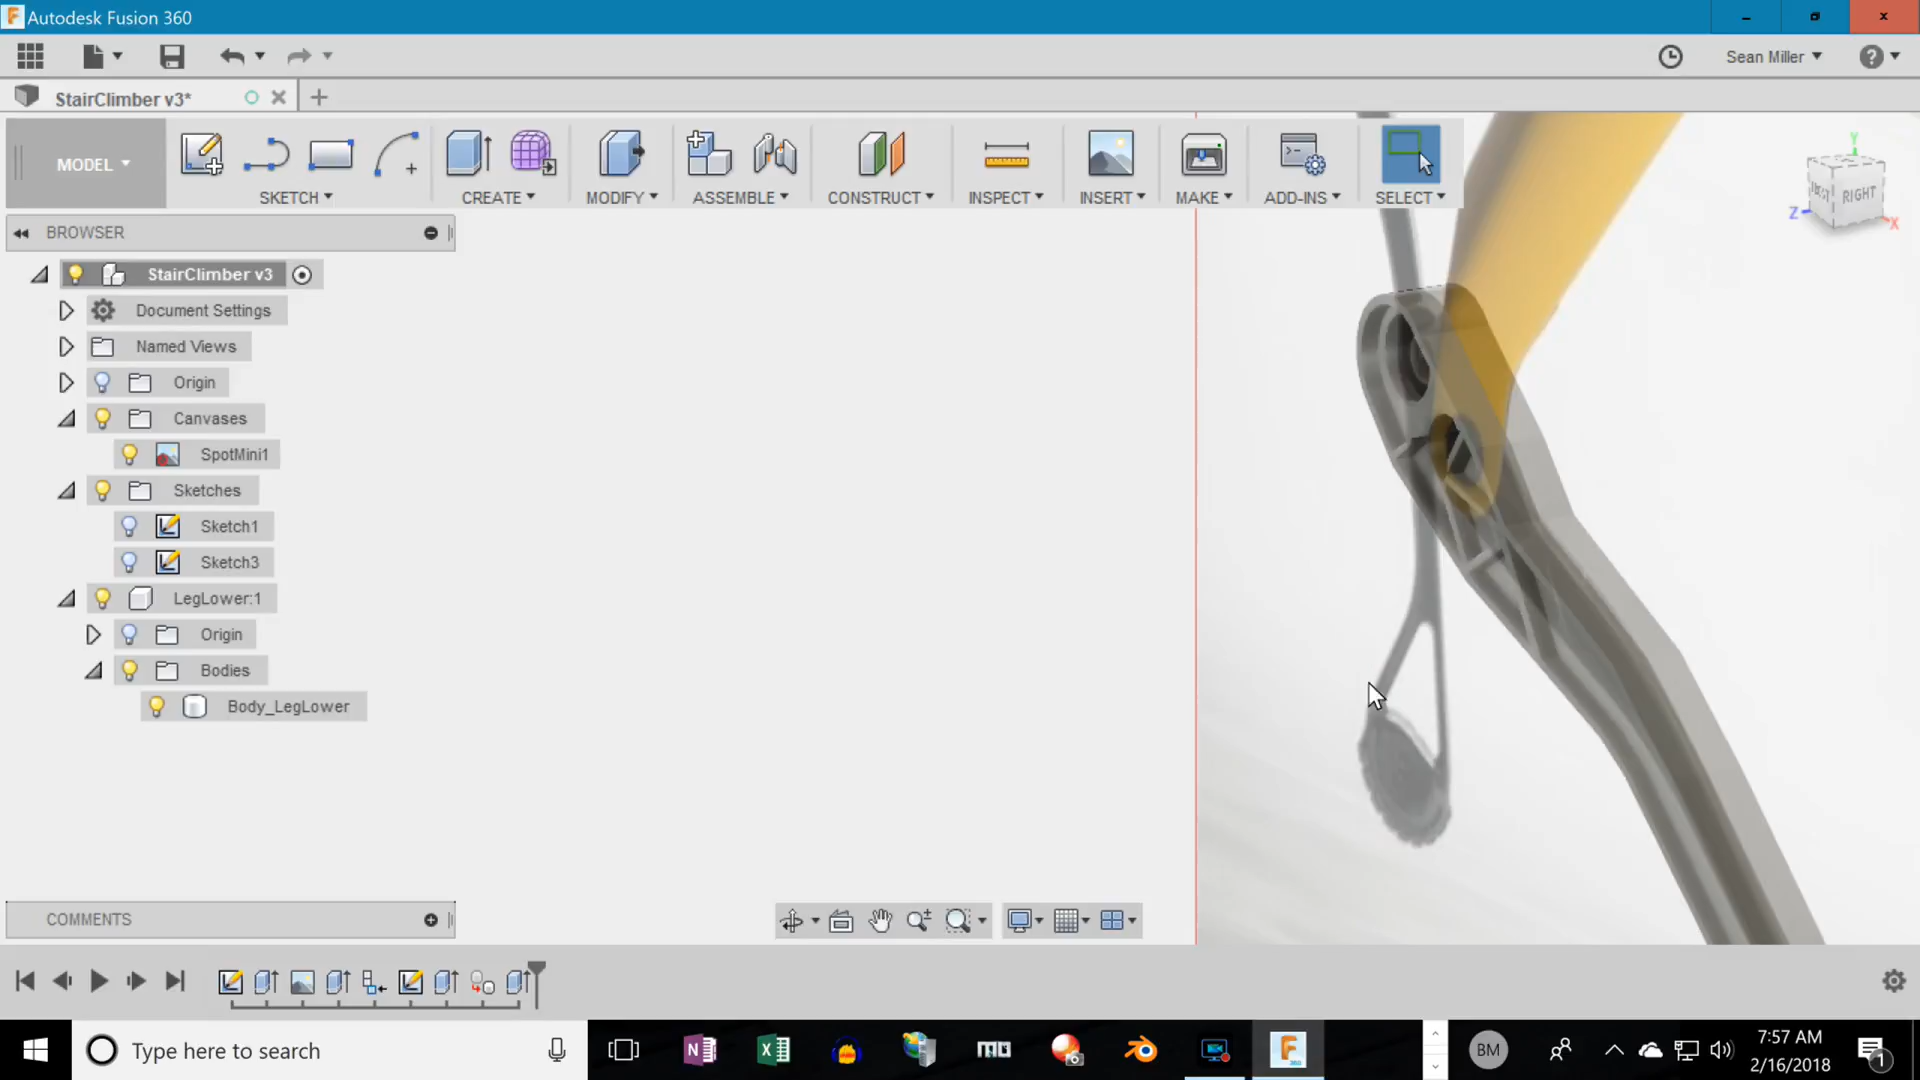 Autodesk Fusion 360
Sean Miller
StairClimber v3*
MODEL
SKETCH
CREATE
MODIFY
ASSEMBLE
CONSTRUCT
INSPECT
INSERT
MAKE
ADD-INS
SELECT
Y
RIGHT
Z
X
BROWSER
StairClimber v3
Document Settings
Named Views
Origin
Canvases
SpotMini1
Sketches
Sketch1
Sketch3
LegLower:1
Origin
Bodies
Body_LegLower
COMMENTS
Type here to search
BM
7:57 AM
2/16/2018
1